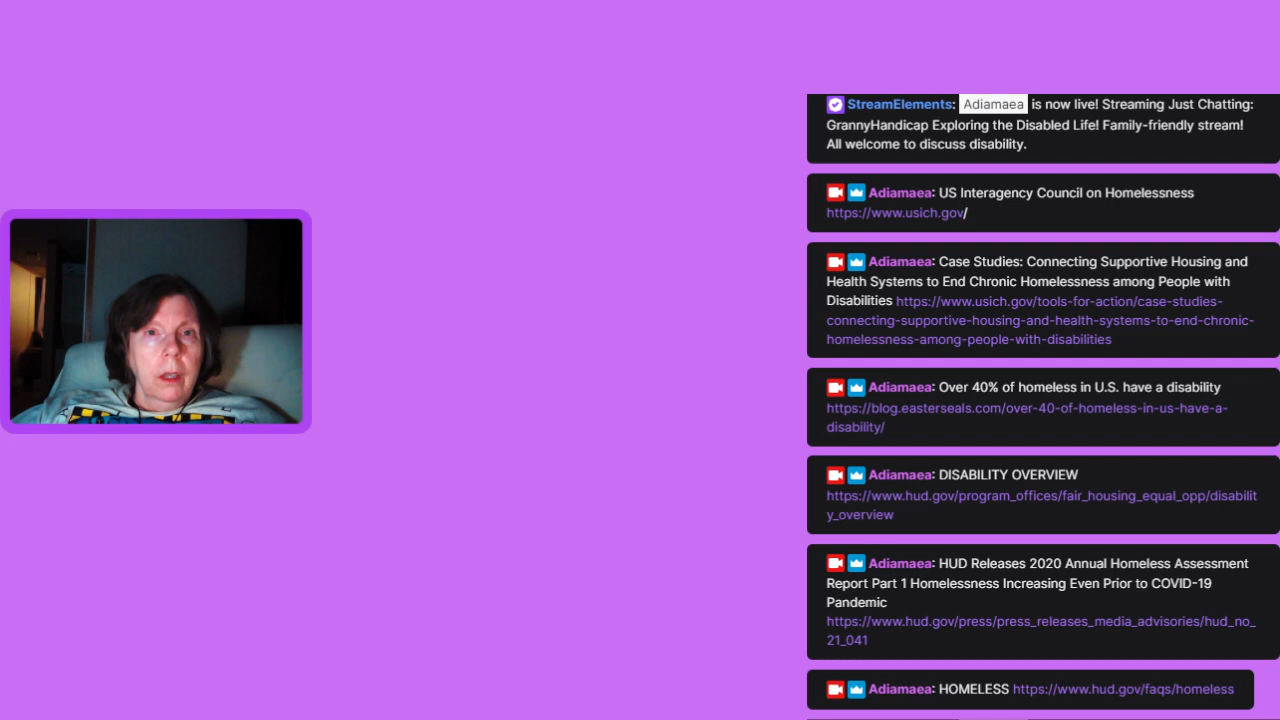 StreamElements: Adiamaea is now live! Streaming Just Chatting:
GrannyHandicap Exploring the Disabled Life! Family-friendly stream!
All welcome to discuss disability.
Adiamaea: US Interagency Council on Homelessness
https://www.usich.gov/
Adiamaea: Case Studies: Connecting Supportive Housing and
Health Systems to End Chronic Homelessness among People with
Disabilities https://www.usich.gov/tools-for-action/case-studies-
connecting-supportive-housing-and-health-systems-to-end-chronic-
homelessness-among-people-with-disabilities
Adiamaea: Over 40% of homeless in U.S. have a disability
https://blog.easterseals.com/over-40-of-homeless-in-us-have-a-
disability/
Adiamaea: DISABILITY OVERVIEW
https://www.hud.gov/program_offices/fair_housing_equal_opp/disabilit
y_overview
Adiamaea: HUD Releases 2020 Annual Homeless Assessment
Report Part 1 Homelessness Increasing Even Prior to COVID-19
Pandemic
https://www.hud.gov/press/press_releases_media_advisories/hud_no_
21_041
Adiamaea: HOMELESS https://www.hud.gov/faqs/homeless